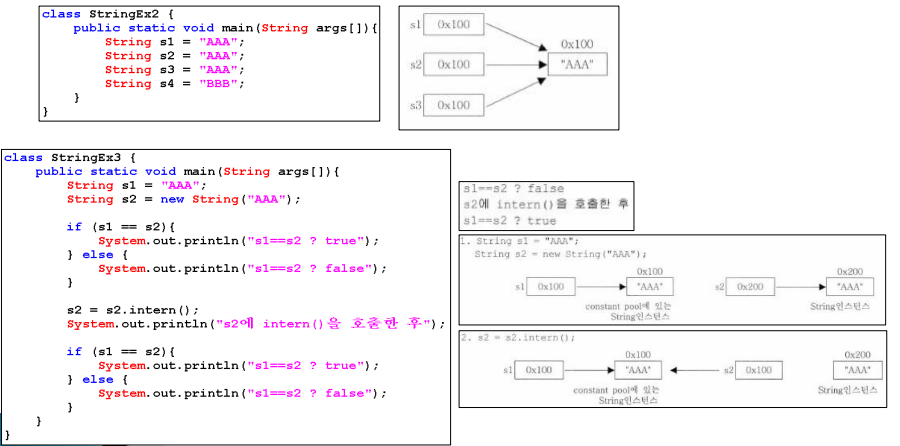 class StringEx2 {
public static void main(String args[]){
String s1 = "AAA";
String s2 = "AAA";
String s3 = "AAA";
String s4 = "BBB";
}
}
s1 0x100
0x100
s2 0x100 "AAA"
s3 0x100
class StringEx3 {
public static void main(String args[]){
String s1 = "AAA";
String s2 = new String("AAA");
if (s1 == s2){
System.out.println("s1==s2 ? true");
} else {
System.out.println("s1==s2 ? false");
}
s2 = s2.intern();
System.out.println("s2에 intern()을 호출한 후");
if (s1 == s2){
System.out.println("s1==s2 ? true");
} else {
System.out.println("s1==s2 ? false");
}
}
}
s1==s2 ? false
s2에 intern()을 호출한 후
s1==s2 ? true
1. String s1 = "AAA";
String s2 = new String("AAA");
0x100 0x200
s1 0x100 "AAA" s2 0x200 "AAA"
constant pool에 있는 String인스턴스
String인스턴스
2. s2 = s2.intern();
0x100 0x200
s1 0x100 "AAA" s2 0x100 "AAA"
constant pool에 있는 String인스턴스
String인스턴스